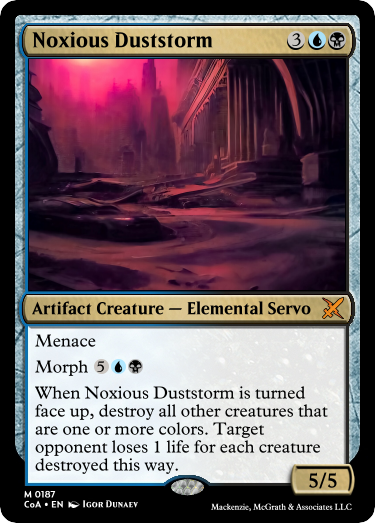 Noxious Duststorm 3
Artifact Creature — Elemental Servo
Menace
Morph 5
When Noxious Duststorm is turned
face up, destroy all other creatures that
are one or more colors. Target
opponent loses 1 life for each creature
destroyed this way.
5/5
M 0187
CoA • EN Igor Dunaev
Mackenzie, McGrath & Associates LLC